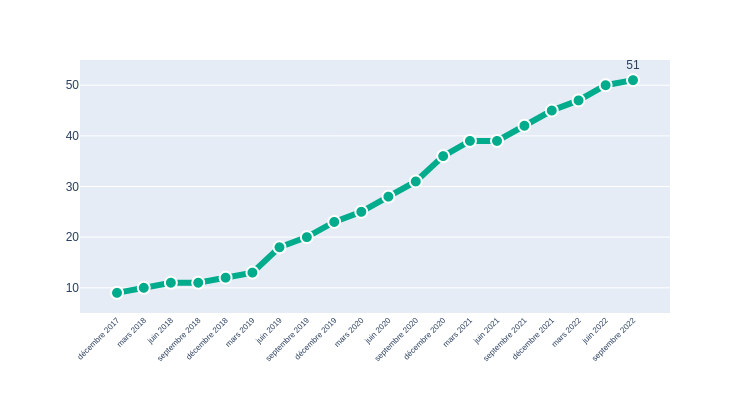 51
50
40
30
20
10
décembre 2017
mars 2018
juin 2018
septembre 2018
décembre 2018
mars 2019
juin 2019
septembre 2019
décembre 2019
mars 2020
juin 2020
septembre 2020
décembre 2020
mars 2021
juin 2021
septembre 2021
décembre 2021
mars 2022
juin 2022
septembre 2022